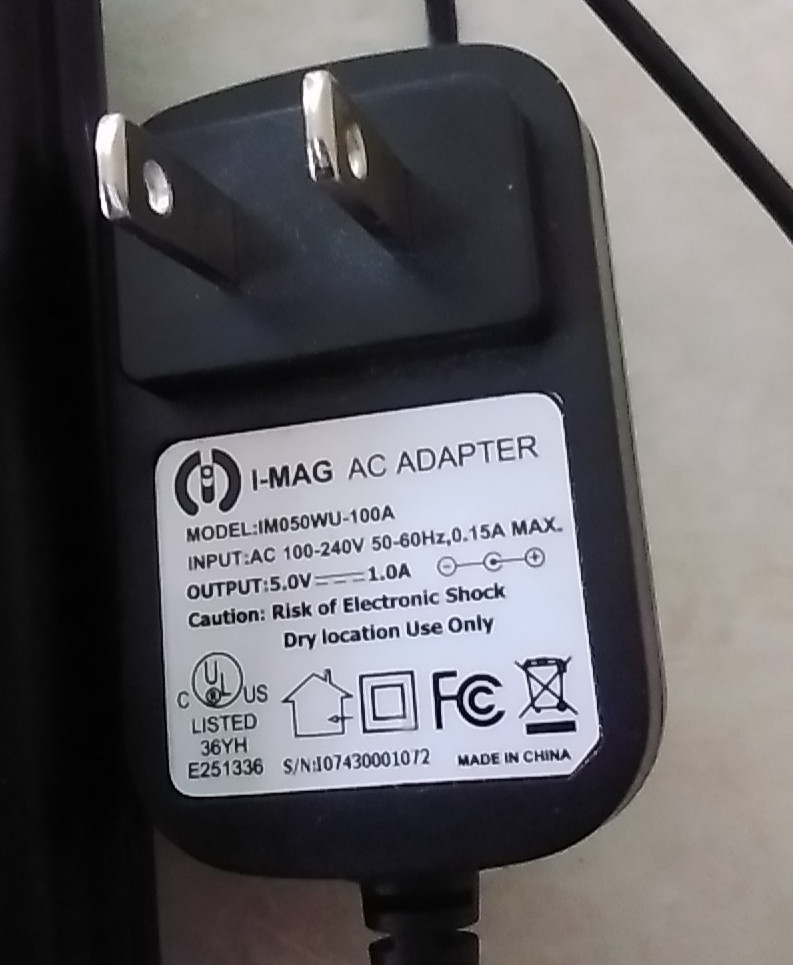 I-MAG AC ADAPTER
MODEL:IM050WU-100A
INPUT:AC 100-240V 50-60Hz,0.15A MAX.
OUTPUT:5.0V⎓1.0A
Caution: Risk of Electronic Shock
Dry location Use Only
C UL® US
LISTED
36YH
E251336
FC
S/N:I07430001072
MADE IN CHINA